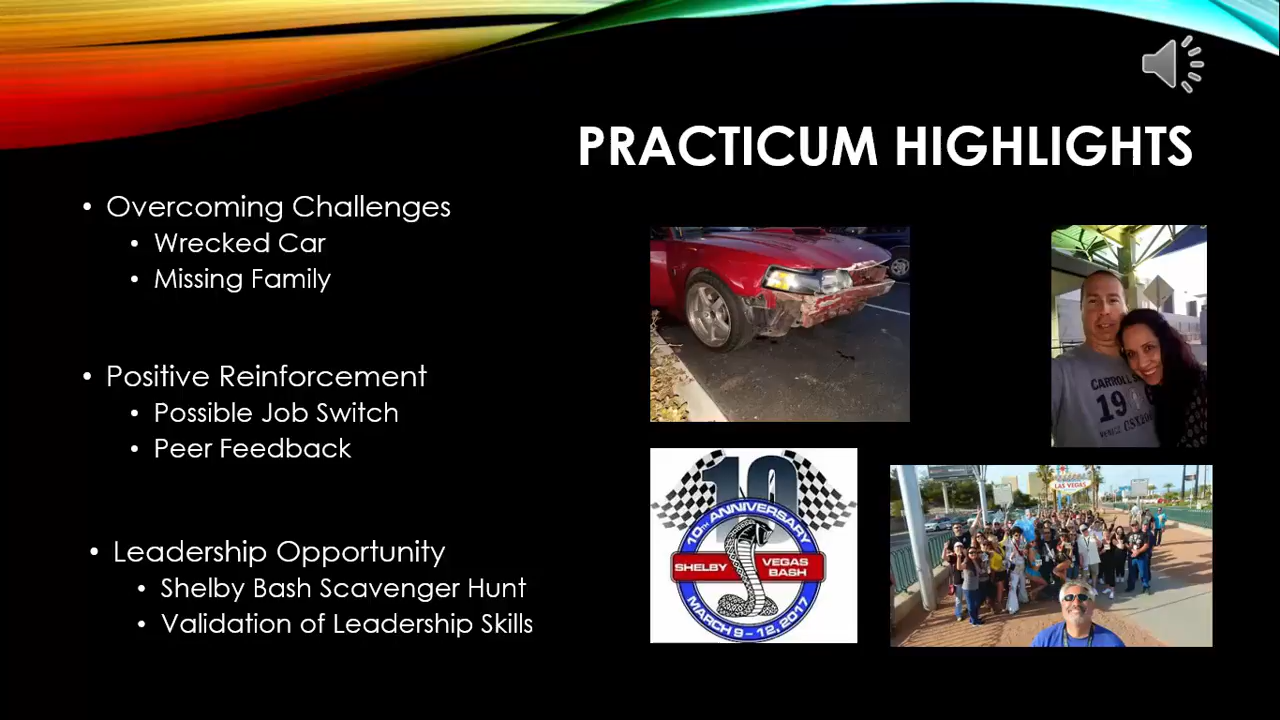 PRACTICUM HIGHLIGHTS
• Overcoming Challenges
• Wrecked Car
• Missing Family
• Positive Reinforcement
• Possible Job Switch
• Peer Feedback
• Leadership Opportunity
• Shelby Bash Scavenger Hunt
• Validation of Leadership Skills
CARROLL
19 6
10
10TH ANNIVERSARY
SHELBY VEGAS
BASH
MARCH 9 – 12, 2017
LAS VEGAS